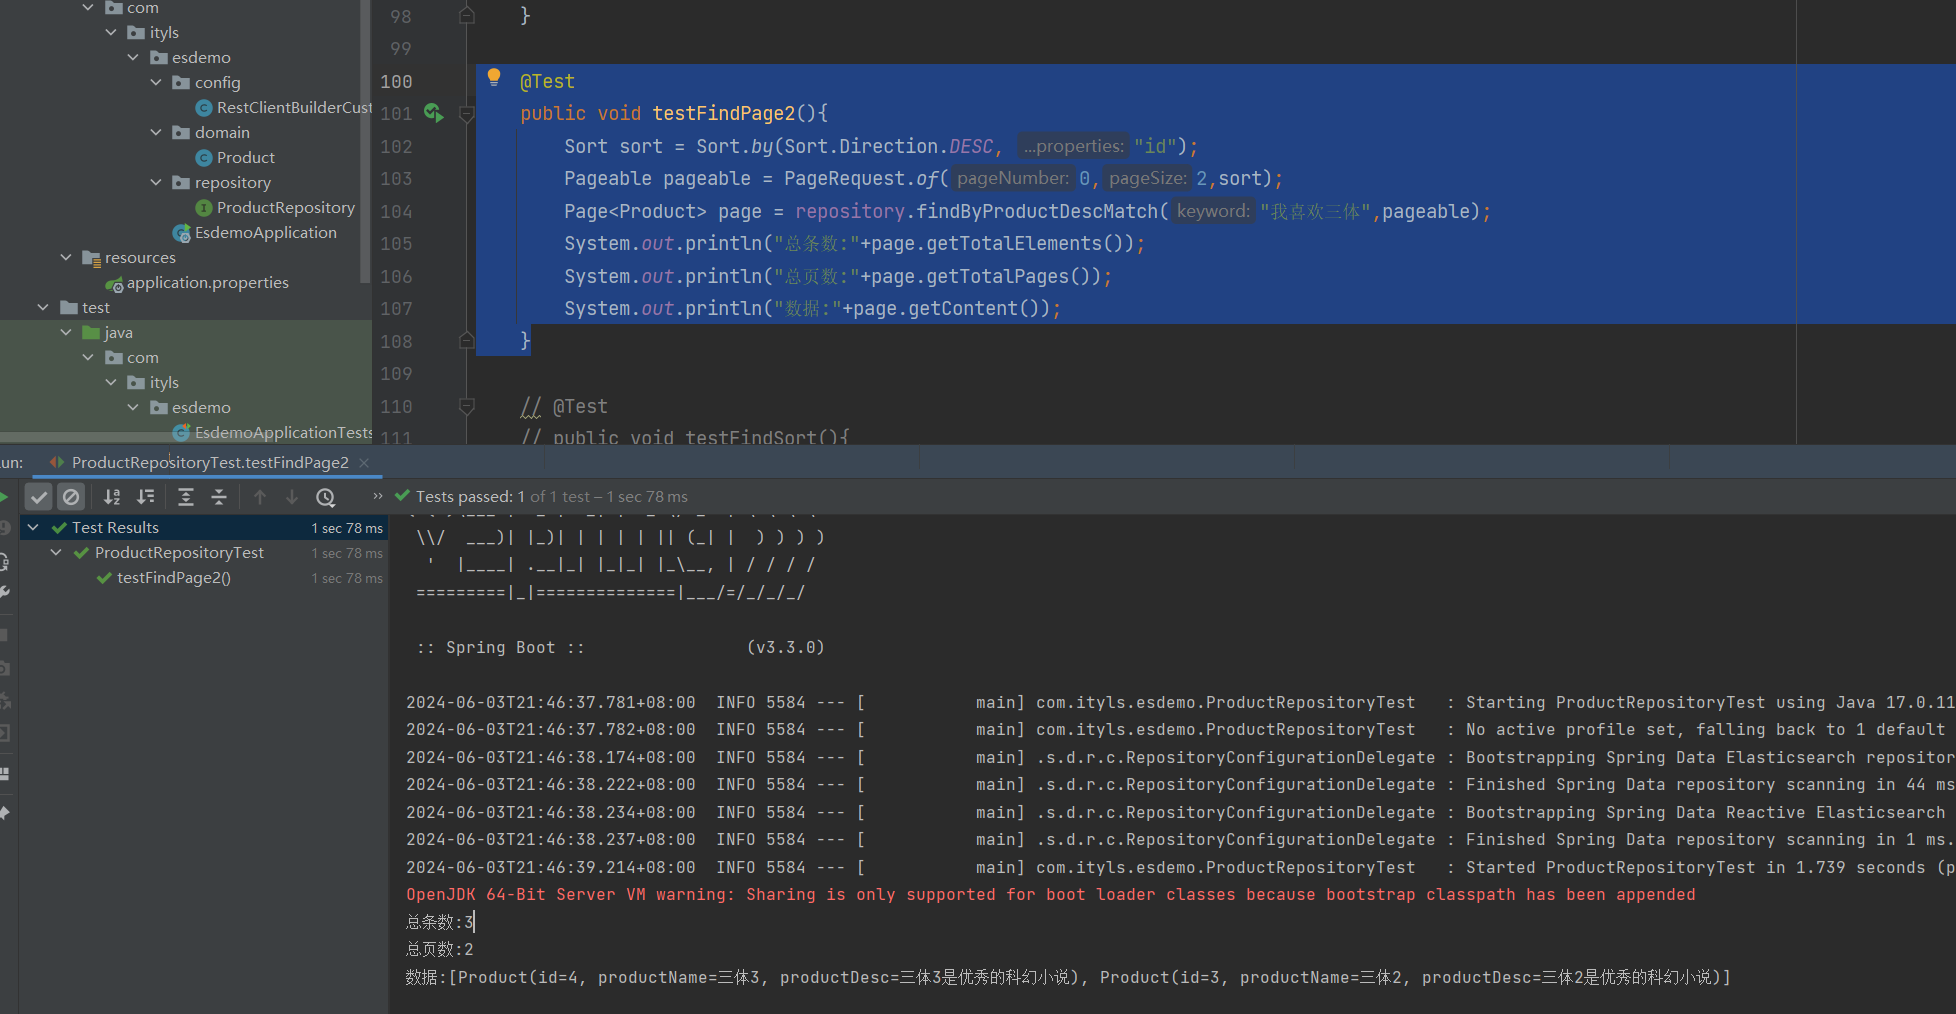 com
ityls
esdemo
config
RestClientBuilderCust
domain
Product
repository
ProductRepository
EsdemoApplication
resources
application.properties
test
java
com
ityls
esdemo
EsdemoApplicationTests
98 }
99
100 @Test
101 public void testFindPage2(){
102 Sort sort = Sort.by(Sort.Direction.DESC, ...properties: "id");
103 Pageable pageable = PageRequest.of( pageNumber: 0, pageSize: 2,sort);
104 Page<Product> page = repository.findByProductDescMatch( keyword: "我喜欢三体",pageable);
105 System.out.println("总条数:"+page.getTotalElements());
106 System.out.println("总页数:"+page.getTotalPages());
107 System.out.println("数据:"+page.getContent());
108 }
109
110 // @Test
111 // public void testFindSort(){
un: ProductRepositoryTest.testFindPage2 ×
» Tests passed: 1 of 1 test – 1 sec 78 ms
Test Results 1 sec 78 ms
ProductRepositoryTest 1 sec 78 ms
testFindPage2() 1 sec 78 ms
\\/  ___)| |_)| | | | | || (_| |  ) ) ) )
'  |____| .__|_| |_|_| |_\__, | / / / /
=========|_|==============|___/=/_/_/_/
:: Spring Boot :: (v3.3.0)
2024-06-03T21:46:37.781+08:00 INFO 5584 --- [ main] com.ityls.esdemo.ProductRepositoryTest : Starting ProductRepositoryTest using Java 17.0.11
2024-06-03T21:46:37.782+08:00 INFO 5584 --- [ main] com.ityls.esdemo.ProductRepositoryTest : No active profile set, falling back to 1 default
2024-06-03T21:46:38.174+08:00 INFO 5584 --- [ main] .s.d.r.c.RepositoryConfigurationDelegate : Bootstrapping Spring Data Elasticsearch repositor
2024-06-03T21:46:38.222+08:00 INFO 5584 --- [ main] .s.d.r.c.RepositoryConfigurationDelegate : Finished Spring Data repository scanning in 44 ms
2024-06-03T21:46:38.234+08:00 INFO 5584 --- [ main] .s.d.r.c.RepositoryConfigurationDelegate : Bootstrapping Spring Data Reactive Elasticsearch
2024-06-03T21:46:38.237+08:00 INFO 5584 --- [ main] .s.d.r.c.RepositoryConfigurationDelegate : Finished Spring Data repository scanning in 1 ms.
2024-06-03T21:46:39.214+08:00 INFO 5584 --- [ main] com.ityls.esdemo.ProductRepositoryTest : Started ProductRepositoryTest in 1.739 seconds (p
OpenJDK 64-Bit Server VM warning: Sharing is only supported for boot loader classes because bootstrap classpath has been appended
总条数:3
总页数:2
数据:[Product(id=4, productName=三体3, productDesc=三体3是优秀的科幻小说), Product(id=3, productName=三体2, productDesc=三体2是优秀的科幻小说)]